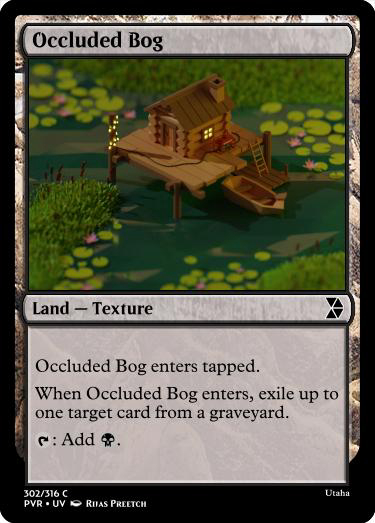 Occluded Bog
Land — Texture
Occluded Bog enters tapped.
When Occluded Bog enters, exile up to
one target card from a graveyard.
: Add .
302/316 C
Utaha
PVR • UV Rias Preetch